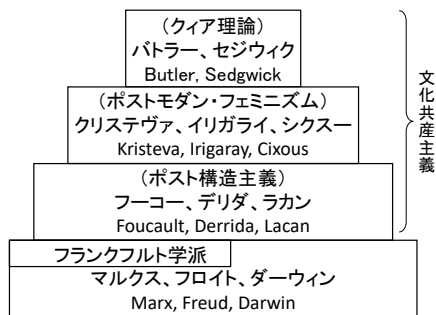 (クィア理論)
バトラー、セジウィク
Butler, Sedgwick
(ポストモダン・フェミニズム)
クリステヴァ、イリガライ、シクスー
Kristeva, Irigaray, Cixous
(ポスト構造主義)
フーコー、デリダ、ラカン
Foucault, Derrida, Lacan
フランクフルト学派
マルクス、フロイト、ダーウィン
Marx, Freud, Darwin
文化共産主義